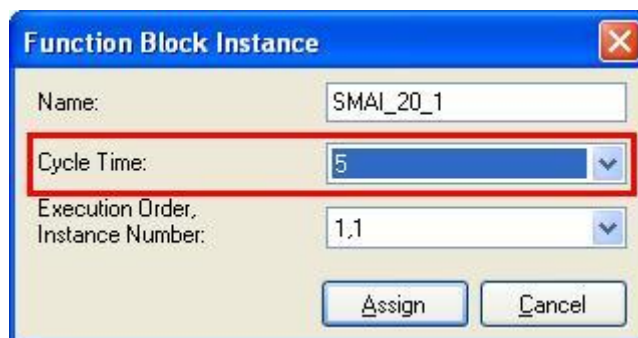 Function Block Instance
Name: SMAI_20_1
Cycle Time: 5
Execution Order,
Instance Number: 1,1
Assign Cancel